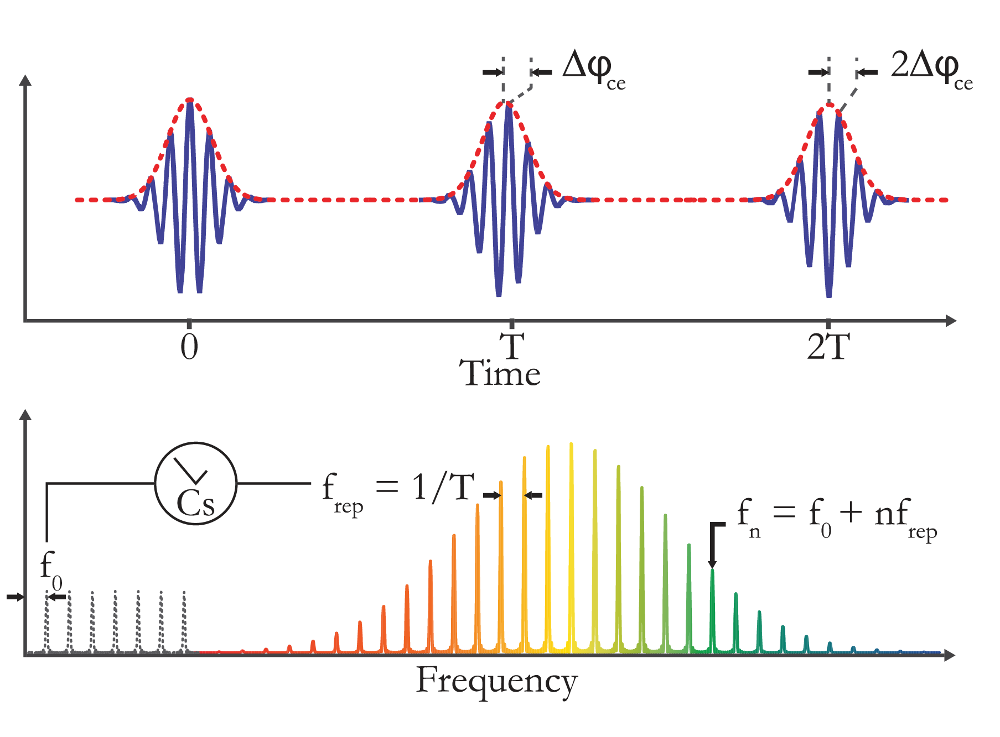 Δφce
2Δφce
0
T
2T
Time
Cs
frep = 1/T
fn = f0 + nfrep
f0
Frequency